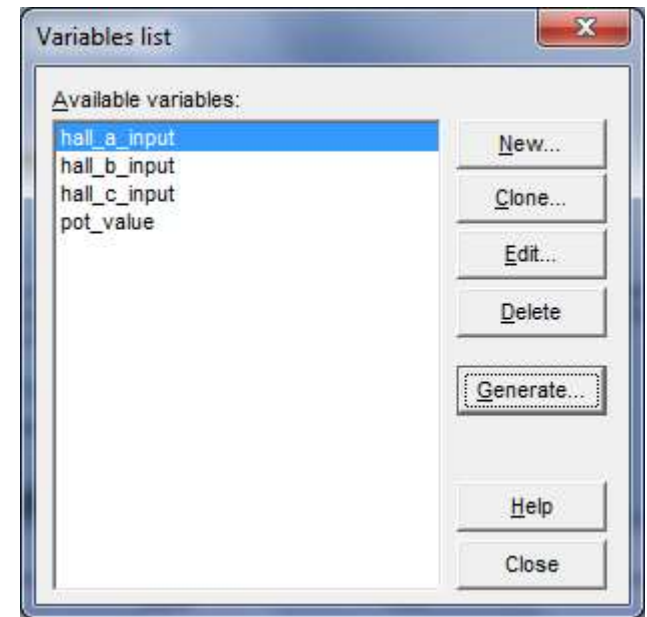 Variables list
Available variables:
hall_a_input
hall_b_input
hall_c_input
pot_value
New...
Clone...
Edit...
Delete
Generate...
Help
Close